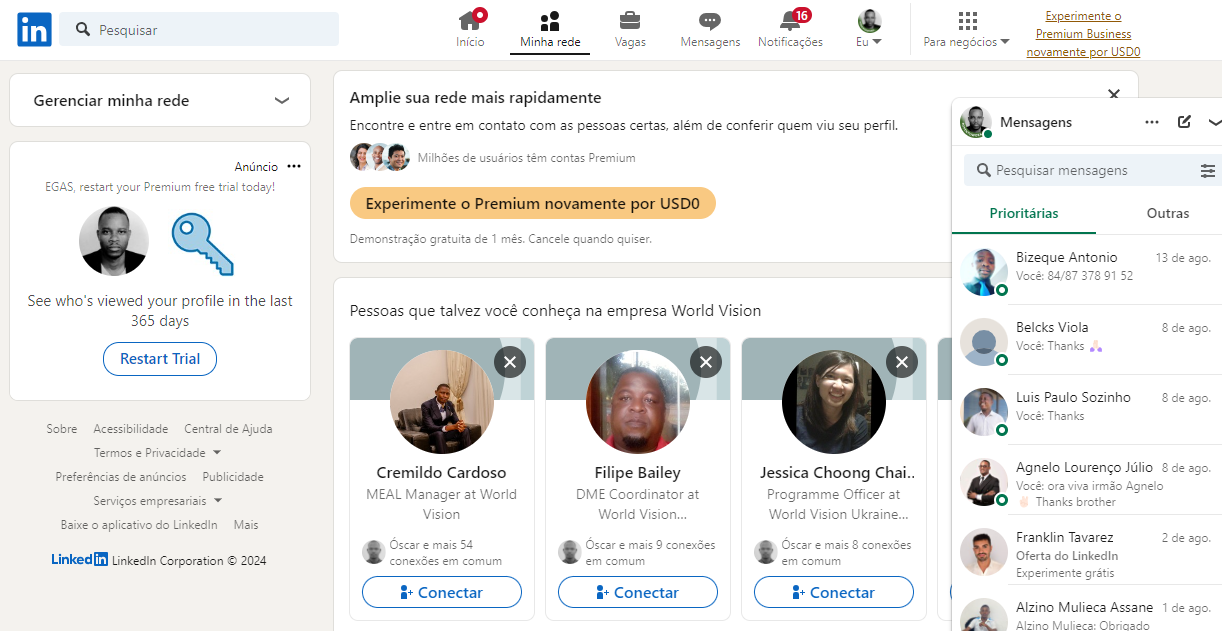 in
Pesquisar
Início
Minha rede
Vagas
Mensagens
16
Notificações
Eu
Para negócios
Experimente o
Premium Business
novamente por USD0
Gerenciar minha rede
Anúncio
EGAS, restart your Premium free trial today!
See who's viewed your profile in the last
365 days
Restart Trial
Sobre Acessibilidade Central de Ajuda
Termos e Privacidade
Preferências de anúncios Publicidade
Serviços empresariais
Baixe o aplicativo do LinkedIn Mais
LinkedIn LinkedIn Corporation © 2024
Amplie sua rede mais rapidamente
Encontre e entre em contato com as pessoas certas, além de conferir quem viu seu perfil.
Milhões de usuários têm contas Premium
Experimente o Premium novamente por USD0
Demonstração gratuita de 1 mês. Cancele quando quiser.
Pessoas que talvez você conheça na empresa World Vision
Cremildo Cardoso
MEAL Manager at World
Vision
Óscar e mais 54
conexões em comum
Conectar
Filipe Bailey
DME Coordinator at
World Vision...
Óscar e mais 9 conexões
em comum
Conectar
Jessica Choong Chai..
Programme Officer at
World Vision Ukraine...
Óscar e mais 8 conexões
em comum
Conectar
Mensagens
Pesquisar mensagens
Prioritárias Outras
Bizeque Antonio 13 de ago.
Você: 84/87 378 91 52
Belcks Viola 8 de ago.
Você: Thanks 🙏🏻
Luis Paulo Sozinho 8 de ago.
Você: Thanks
Agnelo Lourenço Júlio 8 de ago.
Você: ora viva irmão Agnelo
✌🏻 Thanks brother
Franklin Tavarez 2 de ago.
Oferta do LinkedIn
Experimente grátis
Alzino Mulieca Assane 1 de ago.
Alzino Mulieca: Obrigado